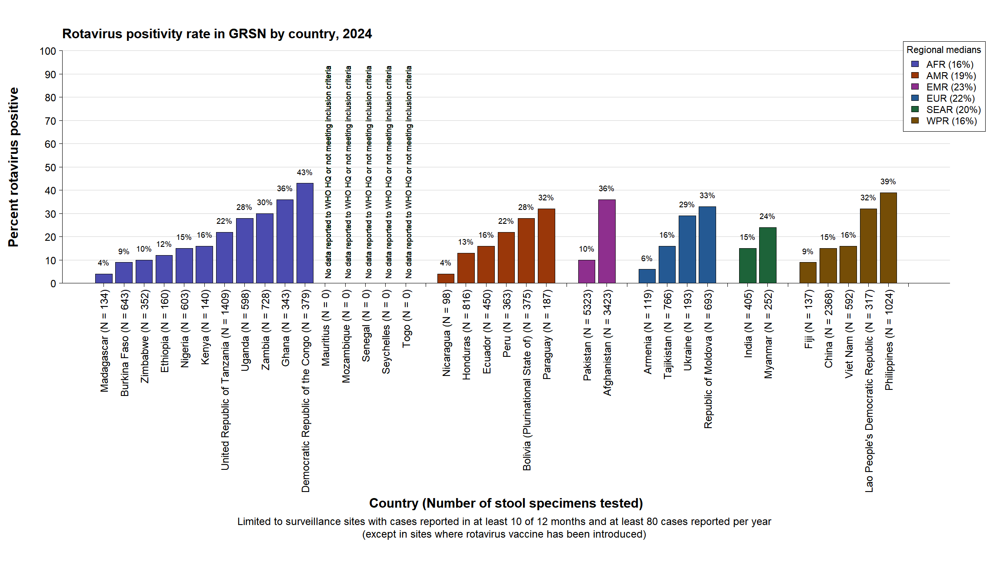 Rotavirus positivity rate in GRSN by country, 2024
Percent rotavirus positive
100
90
80
70
60
50
40
30
20
10
0
Regional medians
AFR (16%)
AMR (19%)
EMR (23%)
EUR (22%)
SEAR (20%)
WPR (16%)
4%
9%
10%
12%
15%
16%
22%
28%
30%
36%
43%
No data reported to WHO HQ or not meeting inclusion criteria
No data reported to WHO HQ or not meeting inclusion criteria
No data reported to WHO HQ or not meeting inclusion criteria
No data reported to WHO HQ or not meeting inclusion criteria
No data reported to WHO HQ or not meeting inclusion criteria
4%
13%
16%
22%
28%
32%
10%
36%
6%
16%
29%
33%
15%
24%
9%
15%
16%
32%
39%
Madagascar (N = 134)
Burkina Faso (N = 643)
Zimbabwe (N = 352)
Ethiopia (N = 160)
Nigeria (N = 603)
Kenya (N = 140)
United Republic of Tanzania (N = 1409)
Uganda (N = 598)
Zambia (N = 728)
Ghana (N = 343)
Democratic Republic of the Congo (N = 379)
Mauritius (N = 0)
Mozambique (N = 0)
Senegal (N = 0)
Seychelles (N = 0)
Togo (N = 0)
Nicaragua (N = 98)
Honduras (N = 816)
Ecuador (N = 450)
Peru (N = 363)
Bolivia (Plurinational State of) (N = 375)
Paraguay (N = 187)
Pakistan (N = 5323)
Afghanistan (N = 3423)
Armenia (N = 119)
Tajikistan (N = 766)
Ukraine (N = 193)
Republic of Moldova (N = 693)
India (N = 405)
Myanmar (N = 252)
Fiji (N = 137)
China (N = 2368)
Viet Nam (N = 592)
Lao People's Democratic Republic (N = 317)
Philippines (N = 1024)
Country (Number of stool specimens tested)
Limited to surveillance sites with cases reported in at least 10 of 12 months and at least 80 cases reported per year
(except in sites where rotavirus vaccine has been introduced)